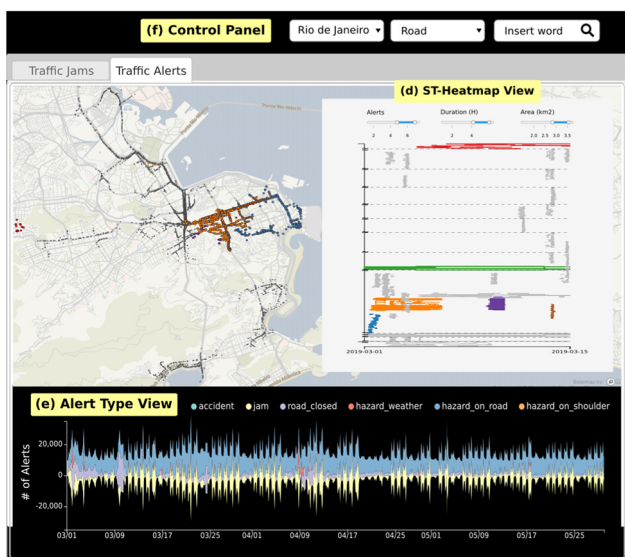 (f) Control Panel
Rio de Janeiro
Road
Insert word
Traffic Jams
Traffic Alerts
(d) ST-Heatmap View
Alerts Duration (H) Area (km2)
2 4 6 2 6 2.0 2.5 3.0 3.5
2019-03-01 2019-03-15
(e) Alert Type View
accident jam road_closed hazard_weather hazard_on_road hazard_on_shoulder
# of Alerts
20,000
0
-20,000
03/01 03/09 03/17 03/25 04/01 04/09 04/17 04/25 05/01 05/09 05/17 05/25